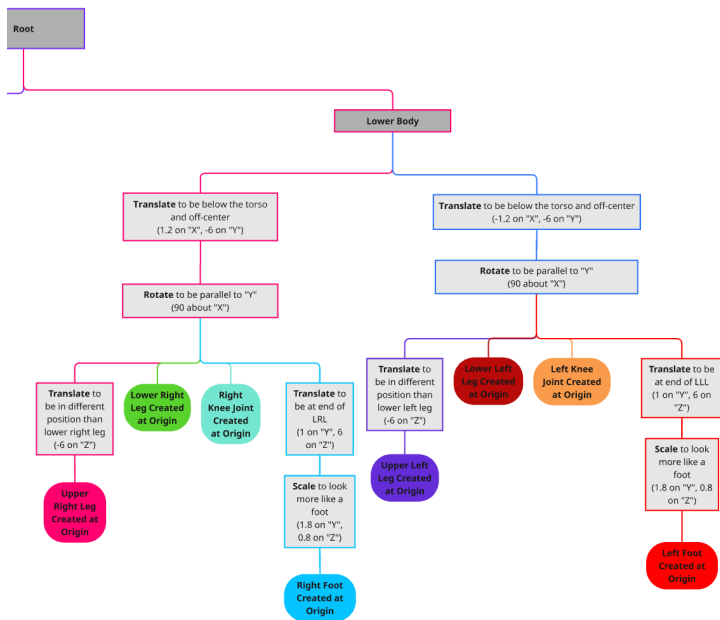 Root
Lower Body
Translate to be below the torso
and off-center
(1.2 on "X", -6 on "Y")
Translate to be below the torso and off-center
(-1.2 on "X", -6 on "Y")
Rotate to be parallel to "Y"
(90 about "X")
Rotate to be parallel to "Y"
(90 about "X")
Translate to
be in different
position than
lower right leg
(-6 on "Z")
Lower Right
Leg Created
at Origin
Right
Knee Joint
Created
at Origin
Translate to
be at end of
LRL
(1 on "Y", 6
on "Z")
Translate to
be in different
position than
lower left leg
(-6 on "Z")
Lower Left
Leg Created
at Origin
Left Knee
Joint Created
at Origin
Translate to be
at end of LLL
(1 on "Y", 6 on
"Z")
Upper
Right Leg
Created at
Origin
Scale to look
more like a
foot
(1.8 on "Y",
0.8 on "Z")
Upper Left
Leg Created
at Origin
Scale to look
more like a
foot
(1.8 on "Y", 0.8
on "Z")
Right Foot
Created at
Origin
Left Foot
Created at
Origin